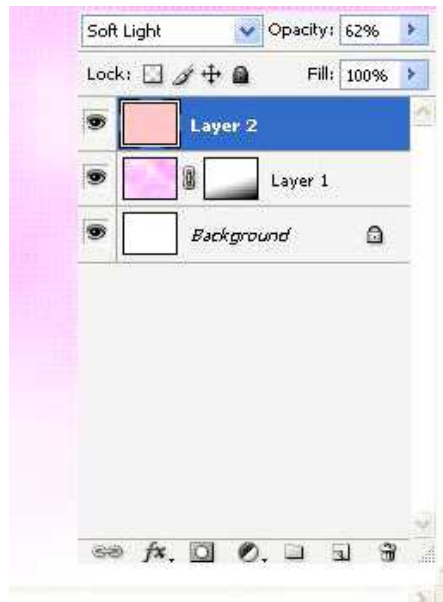 Soft Light Opacity: 62%
Lock: Fill: 100%
Layer 2
Layer 1
Background
fx.